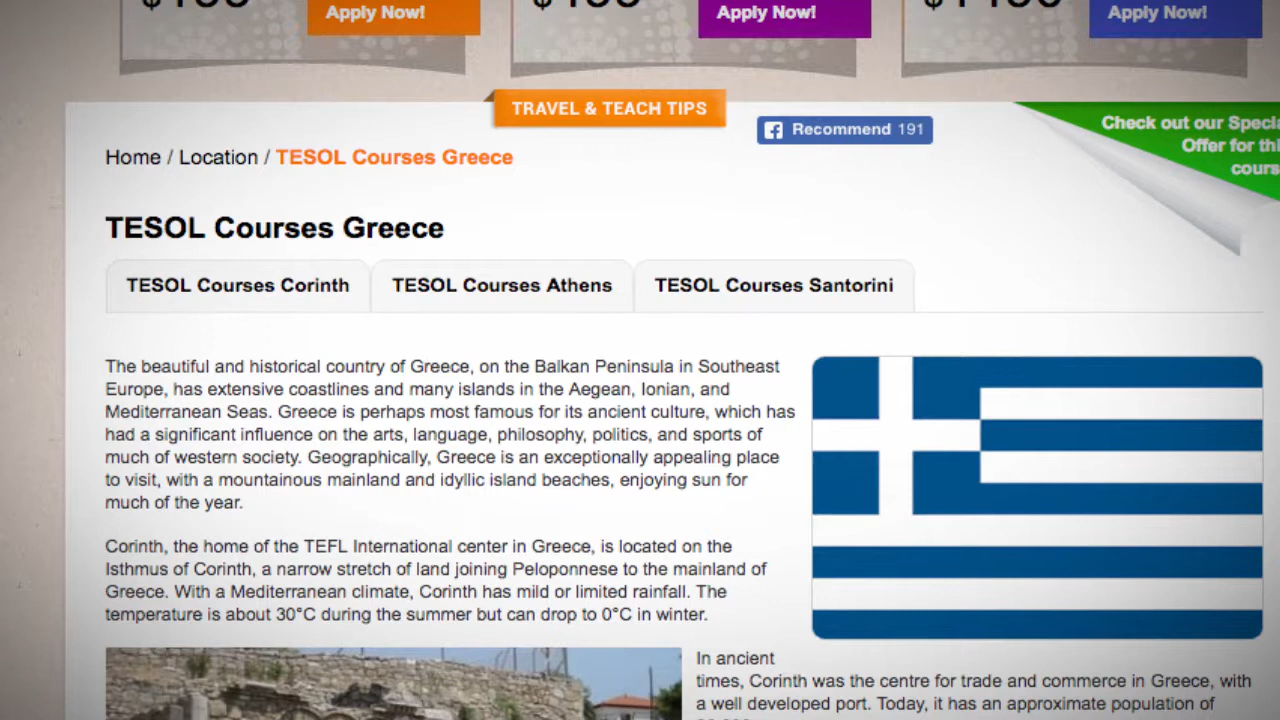 Apply Now!
Apply Now!
Apply Now!
TRAVEL & TEACH TIPS
Recommend 191
Check out our
Offer for
Home / Location / TESOL Courses Greece
TESOL Courses Greece
TESOL Courses Corinth
TESOL Courses Athens
TESOL Courses Santorini
The beautiful and historical country of Greece, on the Balkan Peninsula in Southeast
Europe, has extensive coastlines and many islands in the Aegean, Ionian, and
Mediterranean Seas. Greece is perhaps most famous for its ancient culture, which has
had a significant influence on the arts, language, philosophy, politics, and sports of
much of western society. Geographically, Greece is an exceptionally appealing place
to visit, with a mountainous mainland and idyllic island beaches, enjoying sun for
much of the year.
Corinth, the home of the TEFL International center in Greece, is located on the
Isthmus of Corinth, a narrow stretch of land joining Peloponnese to the mainland of
Greece. With a Mediterranean climate, Corinth has mild or limited rainfall. The
temperature is about 30°C during the summer but can drop to 0°C in winter.
In ancient
times, Corinth was the centre for trade and commerce in Greece, with
a well developed port. Today, it has an approximate population of